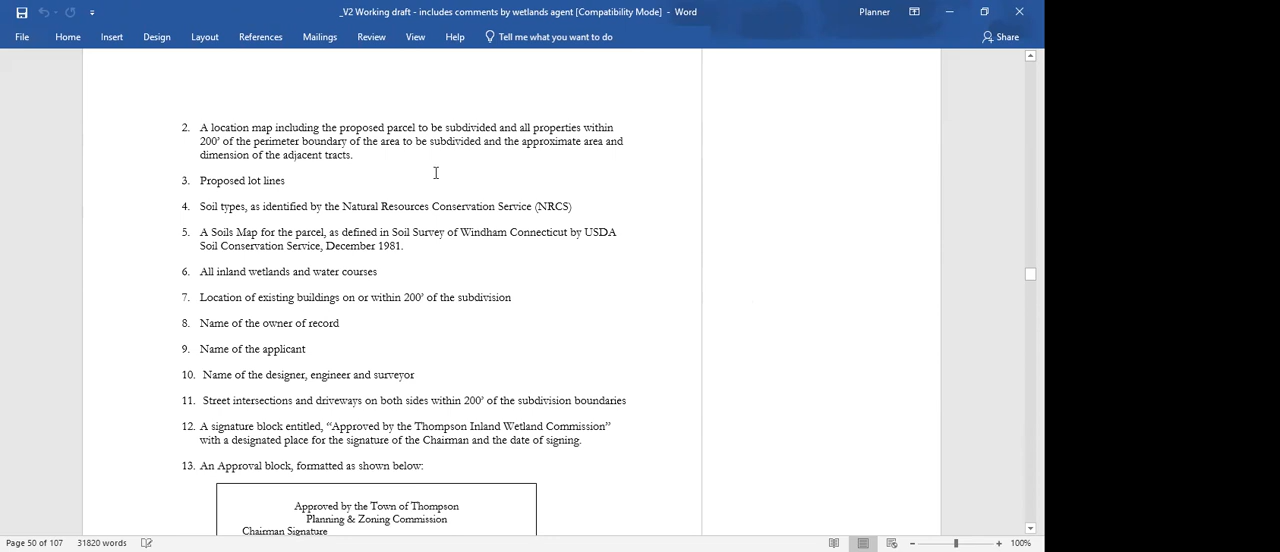 _V2 Working draft - includes comments by wetlands agent [Compatibility Mode] - Word
Planner
File Home Insert Design Layout References Mailings Review View Help Tell me what you want to do
Share
2. A location map including the proposed parcel to be subdivided and all properties within
200’ of the perimeter boundary of the area to be subdivided and the approximate area and
dimension of the adjacent tracts.
3. Proposed lot lines
4. Soil types, as identified by the Natural Resources Conservation Service (NRCS)
5. A Soils Map for the parcel, as defined in Soil Survey of Windham Connecticut by USDA
Soil Conservation Service, December 1981.
6. All inland wetlands and water courses
7. Location of existing buildings on or within 200’ of the subdivision
8. Name of the owner of record
9. Name of the applicant
10. Name of the designer, engineer and surveyor
11. Street intersections and driveways on both sides within 200’ of the subdivision boundaries
12. A signature block entitled, “Approved by the Thompson Inland Wetland Commission”
with a designated place for the signature of the Chairman and the date of signing.
13. An Approval block, formatted as shown below:
Approved by the Town of Thompson
Planning & Zoning Commission
Chairman Signature
Page 50 of 107 31820 words
100%